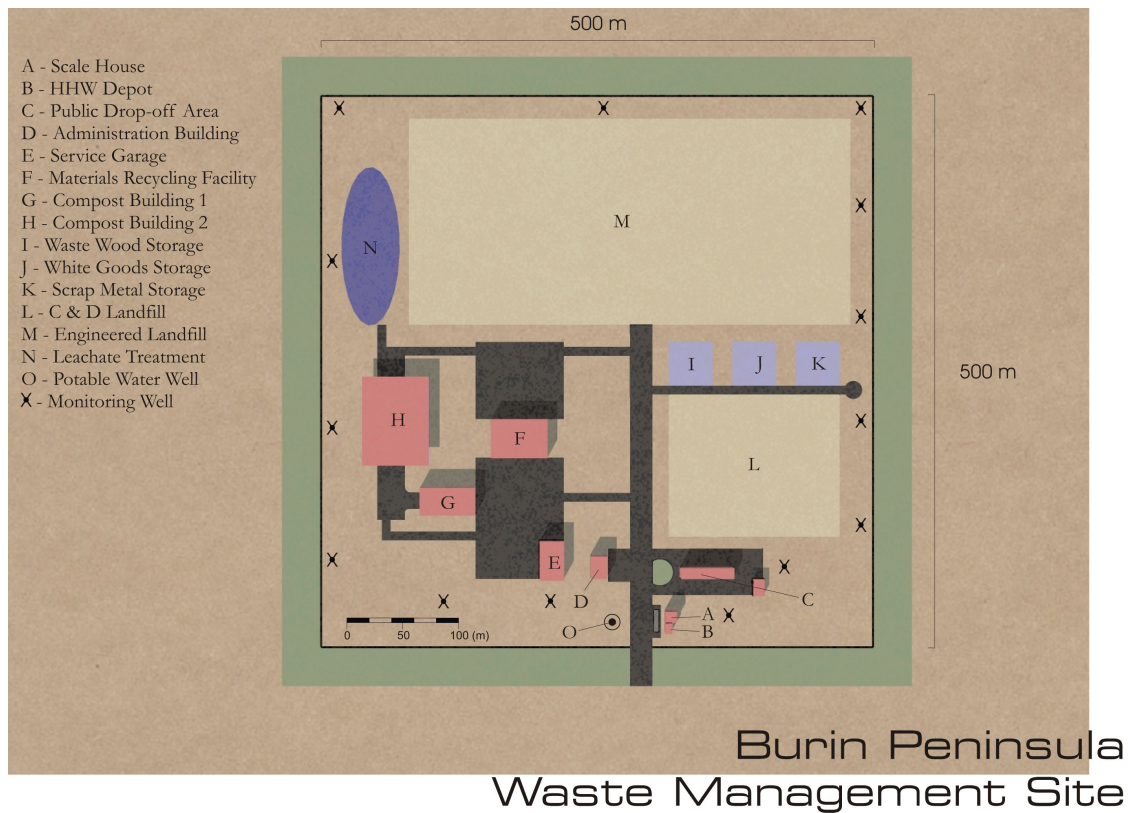 500 m
A - Scale House
B - HHW Depot
C - Public Drop-off Area
D - Administration Building
E - Service Garage
F - Materials Recycling Facility
G - Compost Building 1
H - Compost Building 2
I - Waste Wood Storage
J - White Goods Storage
K - Scrap Metal Storage
L - C & D Landfill
M - Engineered Landfill
N - Leachate Treatment
O - Potable Water Well
- Monitoring Well
M
N
I
J
K
500 m
H
F
L
G
E
D
C
A
O
B
0 50 100 (m)
Burin Peninsula
Waste Management Site